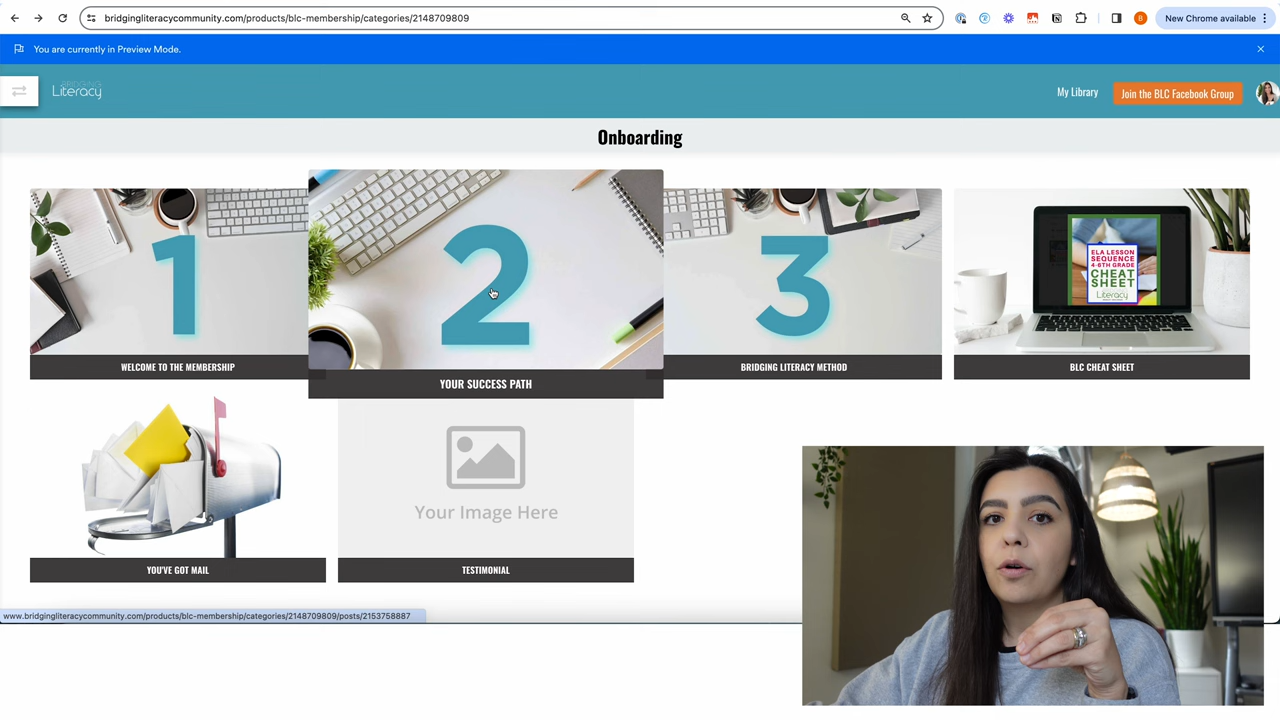 bridgingliteracycommunity.com/products/blc-membership/categories/2148709809
New Chrome available
B
You are currently in Preview Mode.
BRIDGING
Literacy
My Library
Join the BLC Facebook Group
Onboarding
1
2
3
ELA LESSON
SEQUENCE
4-6TH GRADE
CHEAT
SHEET
Literacy
WELCOME TO THE MEMBERSHIP
YOUR SUCCESS PATH
BRIDGING LITERACY METHOD
BLC CHEAT SHEET
Your Image Here
YOU'VE GOT MAIL
TESTIMONIAL
www.bridgingliteracycommunity.com/products/blc-membership/categories/2148709809/posts/2153758887